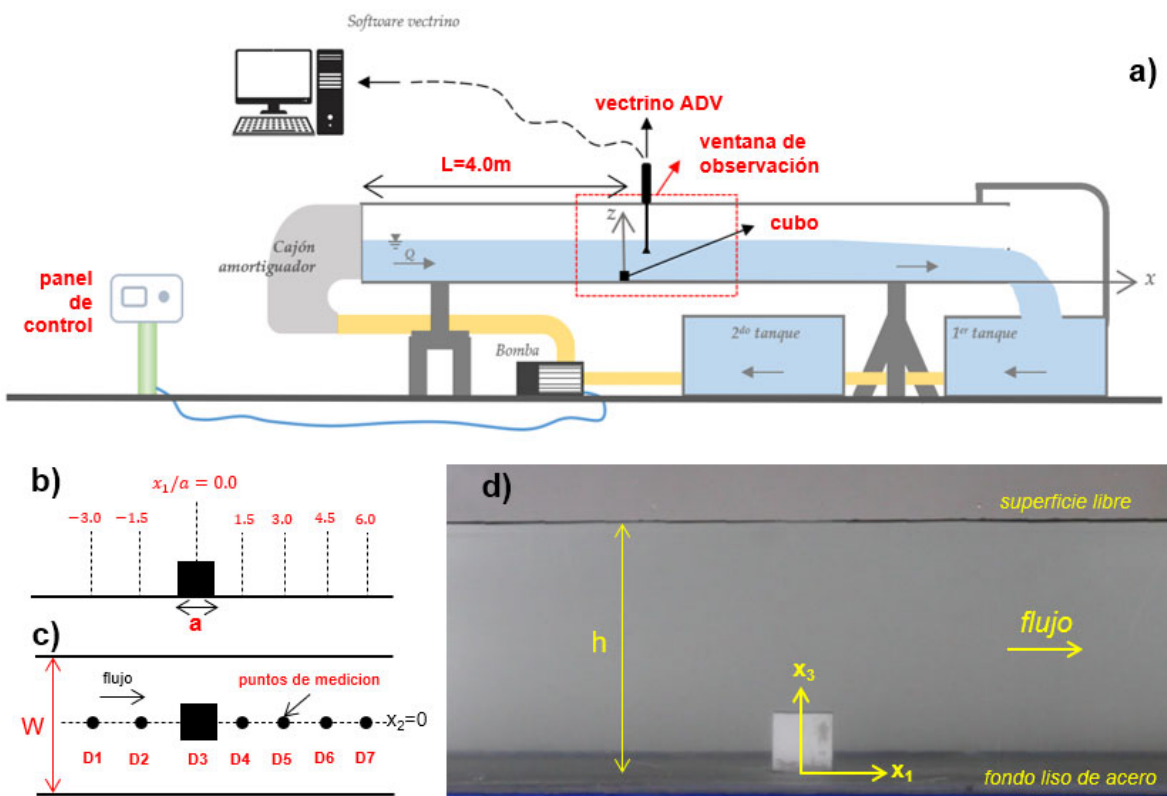 Software vectrino
a)
vectrino ADV
ventana de
observación
L=4.0m
z
cubo
Cajón
amortiguador
Q
x
panel
de
control
Bomba
2do tanque
1er tanque
b)
x₁/a = 0.0
−3.0 −1.5 1.5 3.0 4.5 6.0
a
c)
flujo
puntos de medicion
W
x₂=0
D1 D2 D3 D4 D5 D6 D7
d)
superficie libre
h
flujo
x₃
x₁
fondo liso de acero